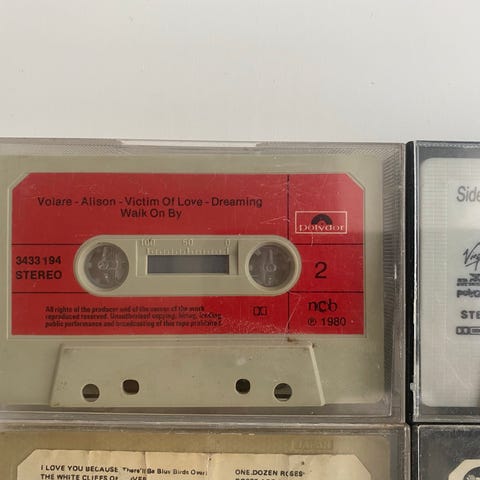 Volare - Alison - Victim Of Love - Dreaming
Walk On By
polydor
3433 194
STEREO
100 50 0
2
All rights of the producer and of the owner of the work
reproduced reserved. Unauthorised copying, hiring, lending
public performance and broadcasting of this tape prohibited.
ncb
℗ 1980
Side
Virg
STE
JAPAN
I LOVE YOU BECAUSE There'll Be Blue Birds Over
THE WHITE CLIFFS OF
ONE DOZEN ROSES